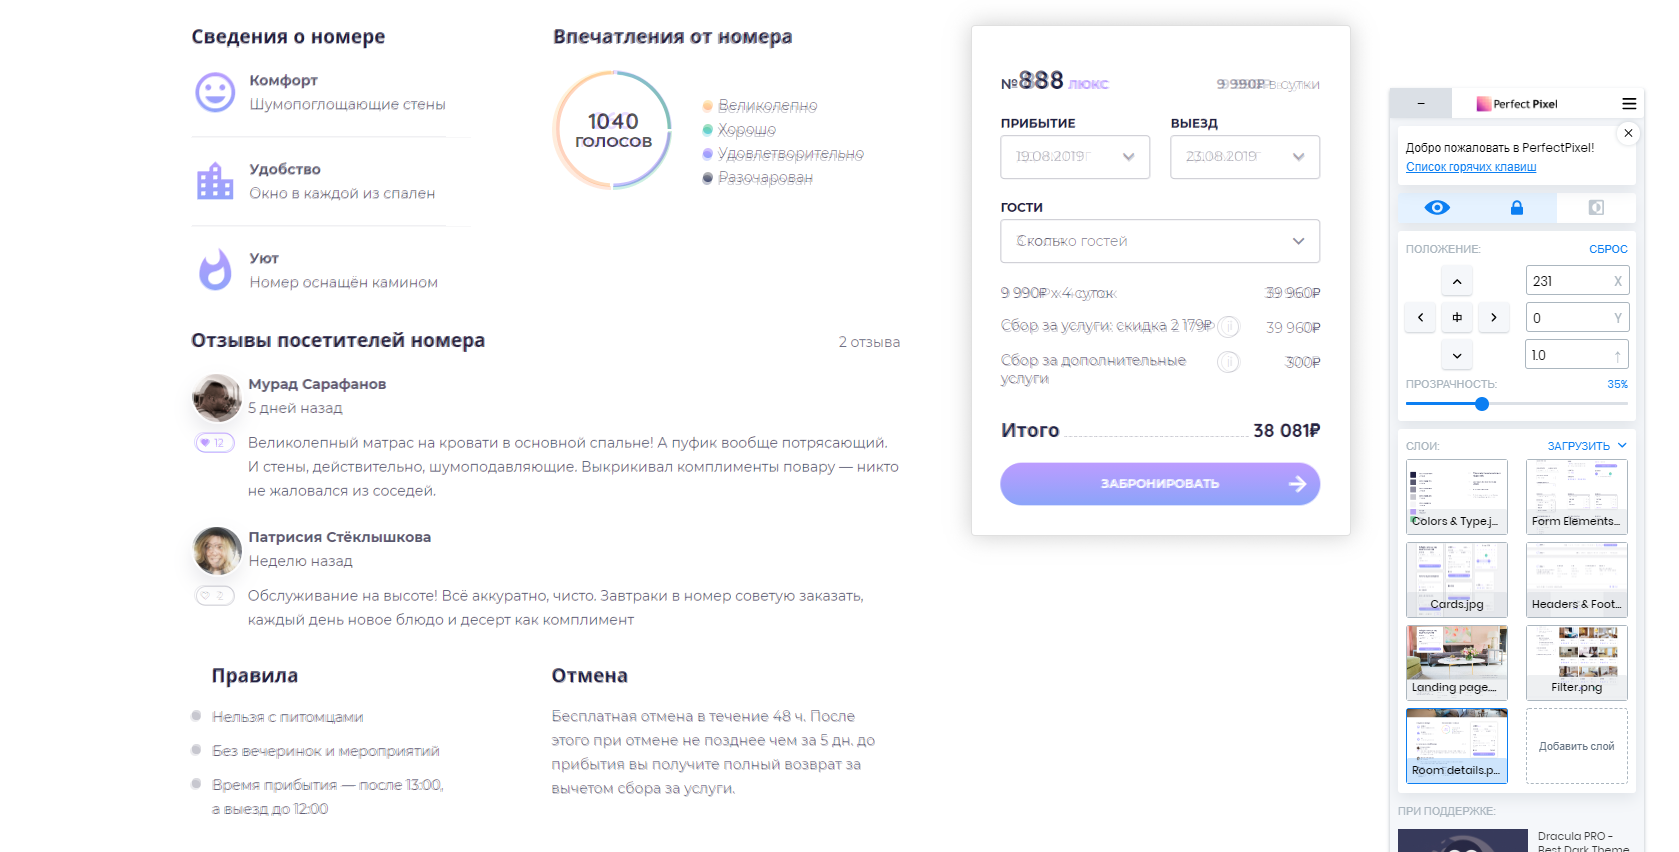 Сведения о номере
Комфорт
Шумопоглощающие стены
Удобство
Окно в каждой из спален
Уют
Номер оснащён камином
Впечатления от номера
1040
ГОЛОСОВ
Великолепно
Хорошо
Удовлетворительно
Разочарован
Отзывы посетителей номера
2 отзыва
Мурад Сарафанов
5 дней назад
12
Великолепный матрас на кровати в основной спальне! А пуфик вообще потрясающий.
И стены, действительно, шумоподавляющие. Выкрикивал комплименты повару — никто
не жаловался из соседей.
Патрисия Стёклышкова
Неделю назад
2
Обслуживание на высоте! Всё аккуратно, чисто. Завтраки в номер советую заказать,
каждый день новое блюдо и десерт как комплимент
Правила
Нельзя с питомцами
Без вечеринок и мероприятий
Время прибытия — после 13:00,
а выезд до 12:00
Отмена
Бесплатная отмена в течение 48 ч. После
этого при отмене не позднее чем за 5 дн. до
прибытия вы получите полный возврат за
вычетом сбора за услуги.
№888 ЛЮКС
9 990₽ в сутки
ПРИБЫТИЕ
ВЫЕЗД
19.08.2019
23.08.2019
ГОСТИ
Сколько гостей
9 990₽ x 4 суток
39 960₽
Сбор за услуги: скидка 2 179₽
39 960₽
Сбор за дополнительные
услуги
300₽
Итого
38 081₽
ЗАБРОНИРОВАТЬ
Perfect Pixel
Добро пожаловать в PerfectPixel!
Список горячих клавиш
ПОЛОЖЕНИЕ:
СБРОС
231 X
0 Y
1.0
ПРОЗРАЧНОСТЬ:
35%
СЛОИ:
ЗАГРУЗИТЬ
Colors & Type.j...
Form Elements...
Cards.jpg
Headers & Foot...
Landing page....
Filter.png
Room details.p...
Добавить слой
ПРИ ПОДДЕРЖКЕ:
Dracula PRO -
Best Dark Theme